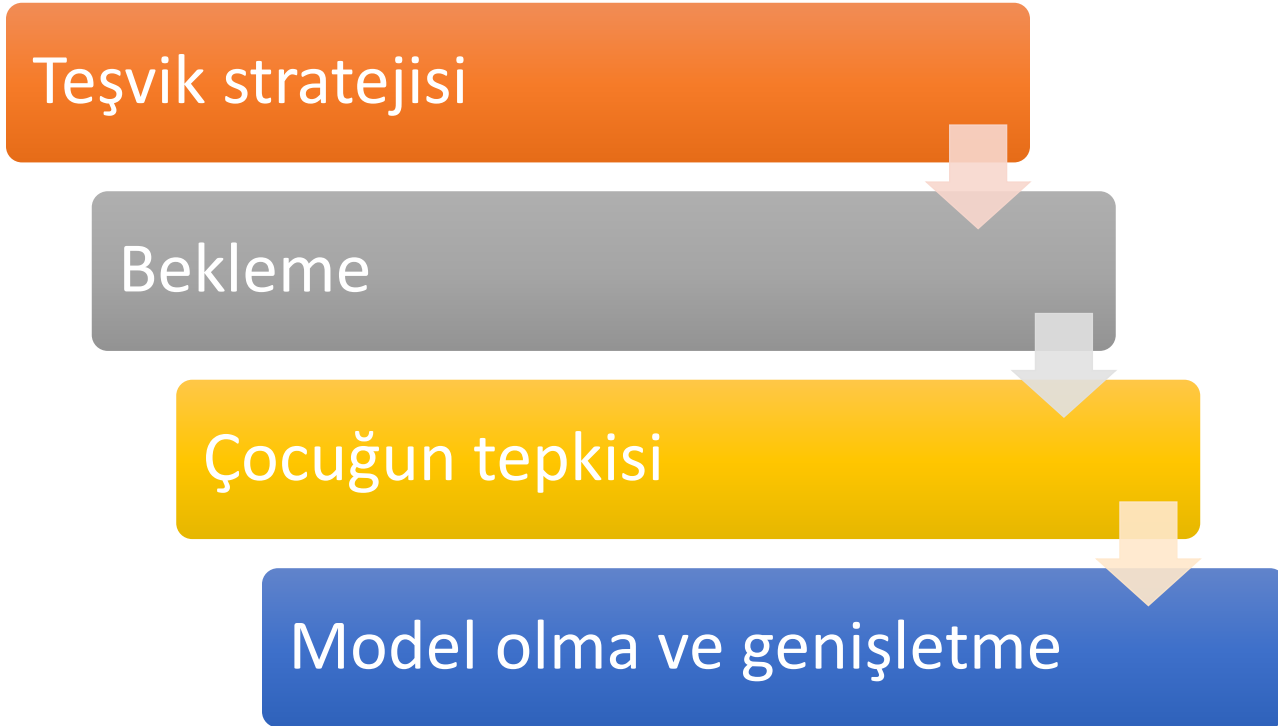 Teşvik stratejisi
Bekleme
Çocuğun tepkisi
Model olma ve genişletme